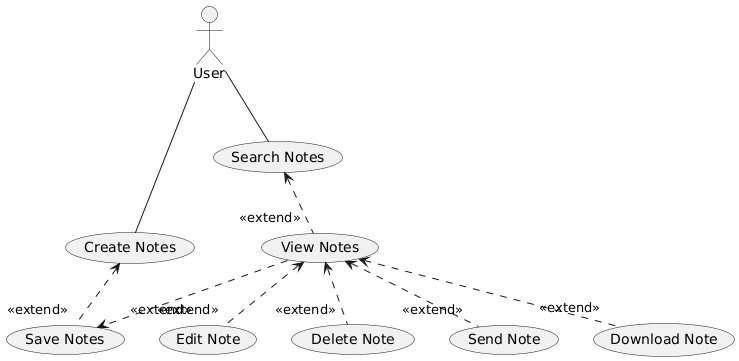 User
Search Notes
«extend»
Create Notes
View Notes
«extend»
«extend»
«extend»
«extend»
«extend»
«extend»
Save Notes
Edit Note
Delete Note
Send Note
Download Note